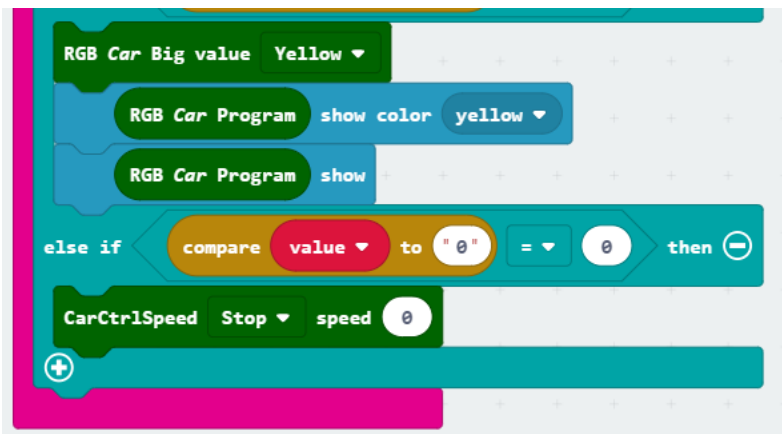 RGB Car Big value Yellow
RGB Car Program show color yellow
RGB Car Program show
else if compare value to "0" = 0 then
CarCtrlSpeed Stop speed 0